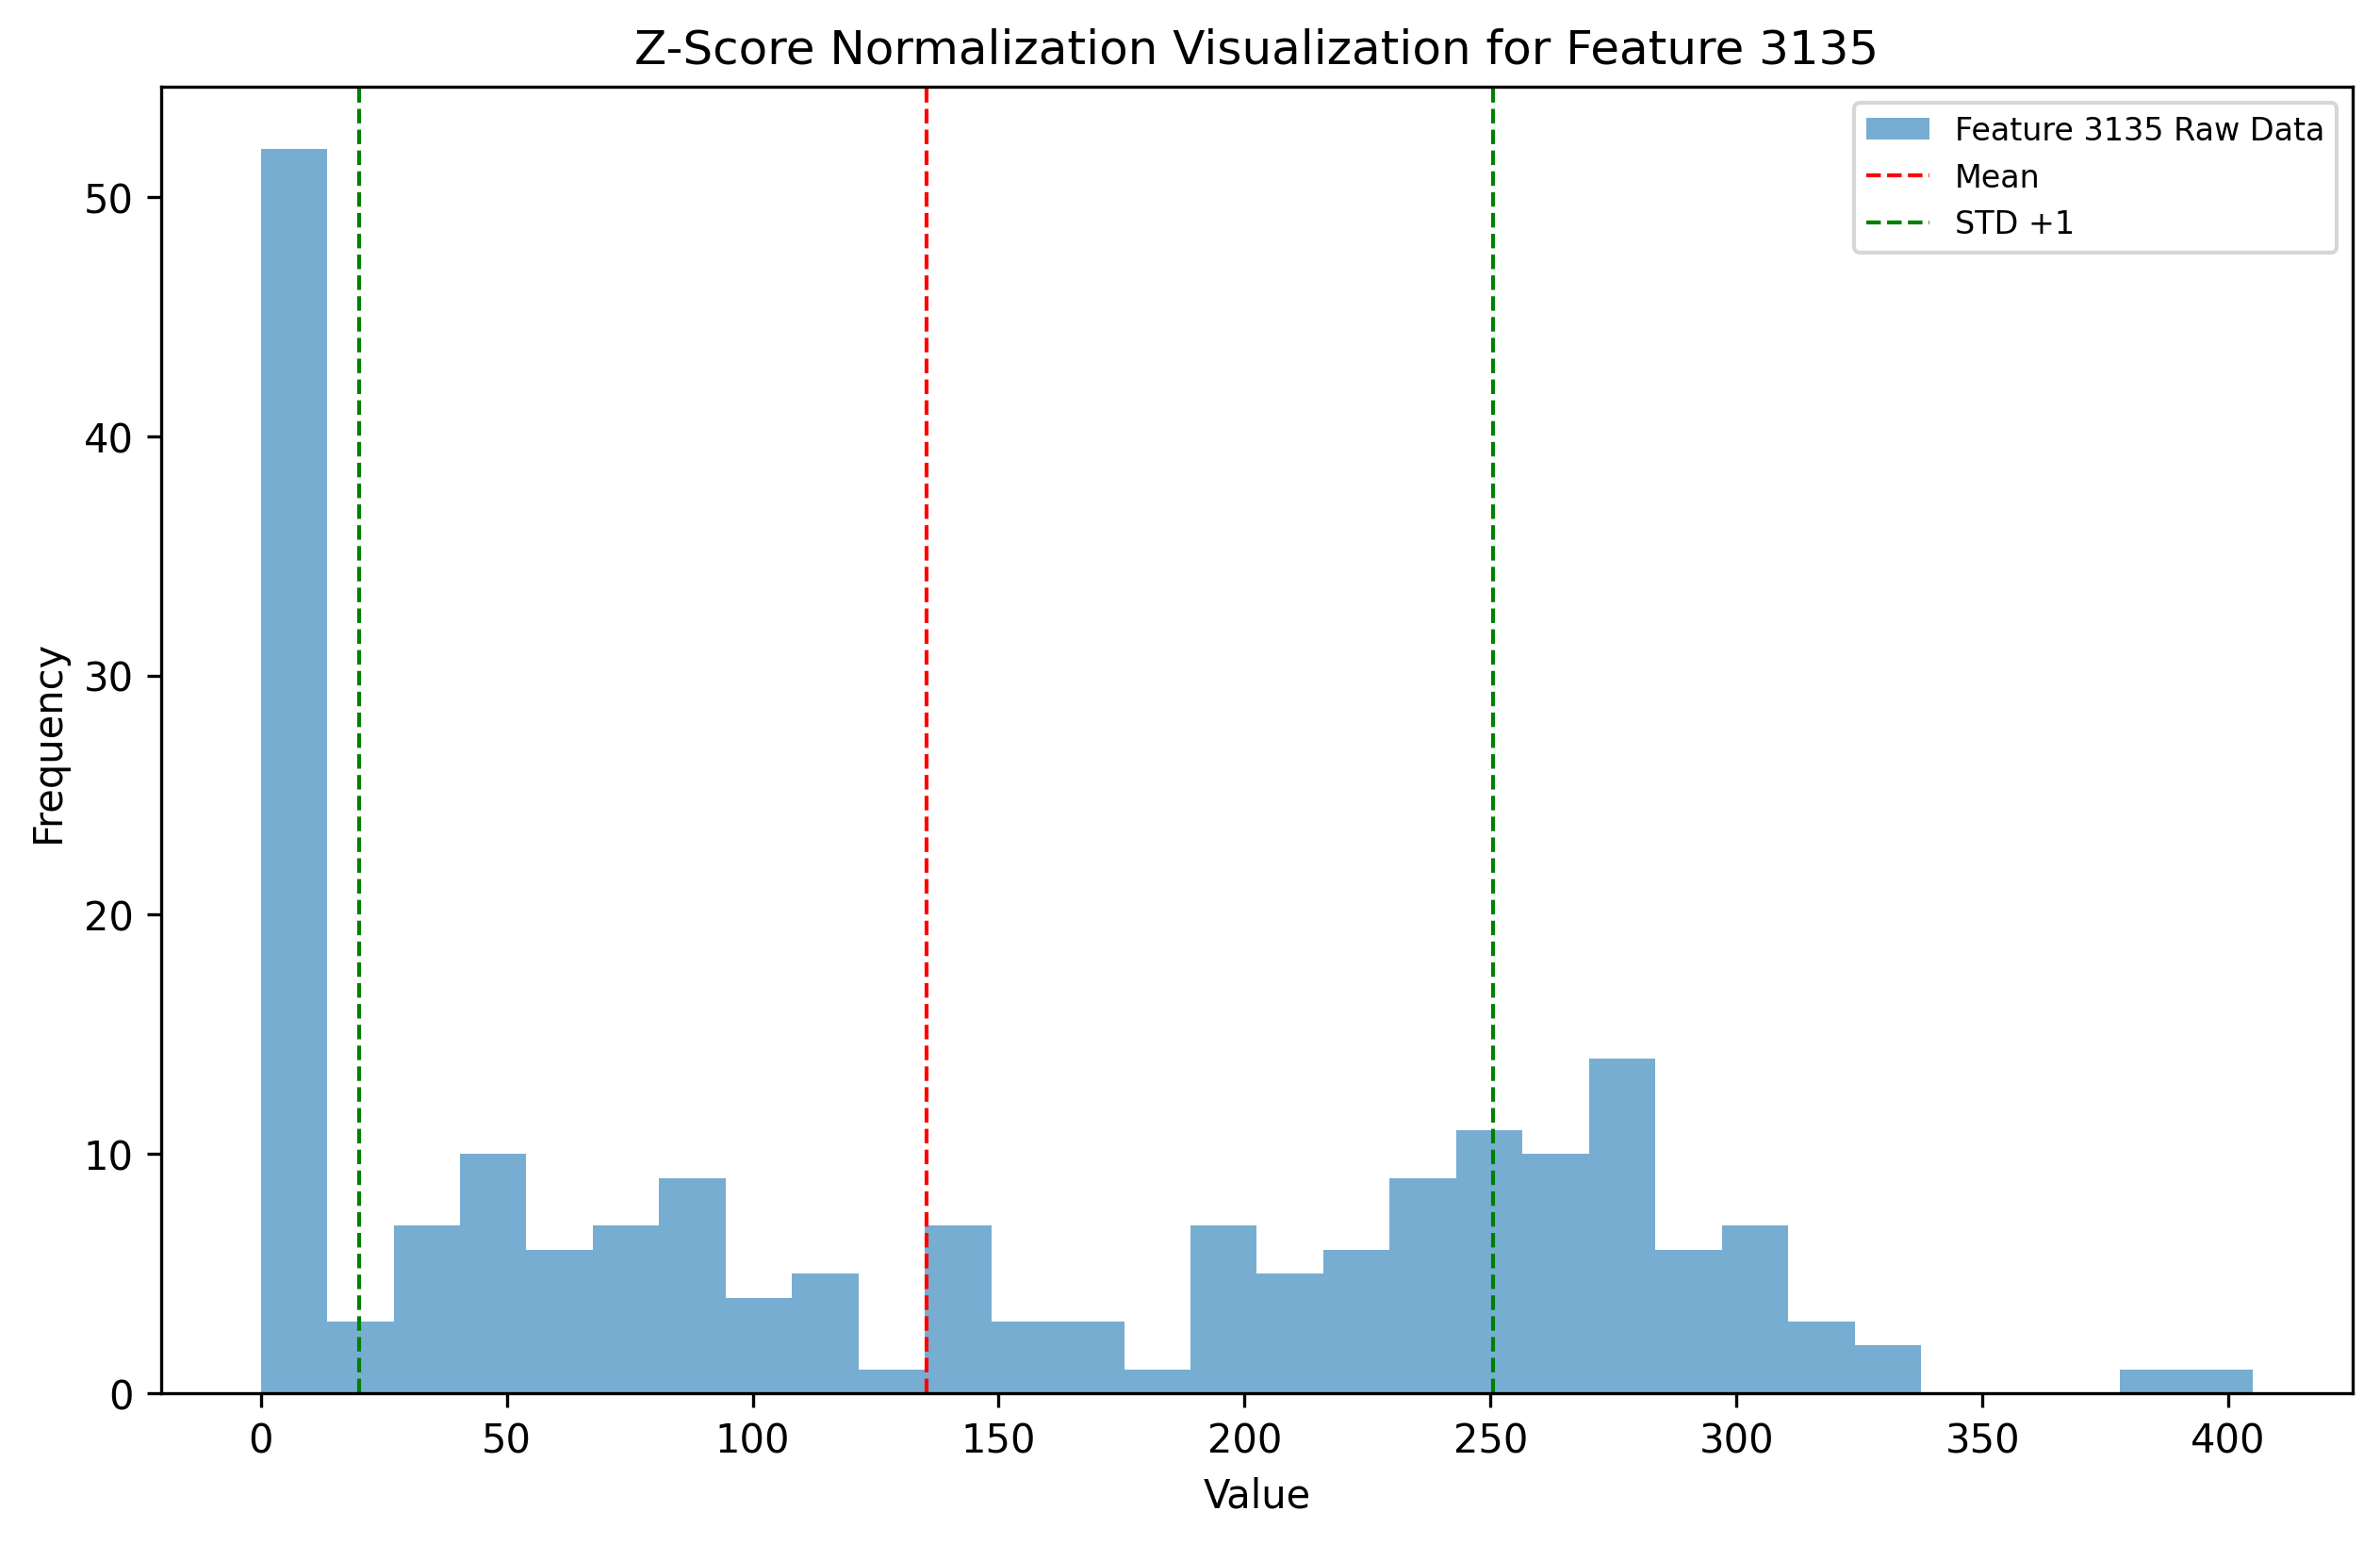 Z-Score Normalization Visualization for Feature 3135
Feature 3135 Raw Data
Mean
STD +1
Frequency
50
40
30
20
10
0
0 50 100 150 200 250 300 350 400
Value